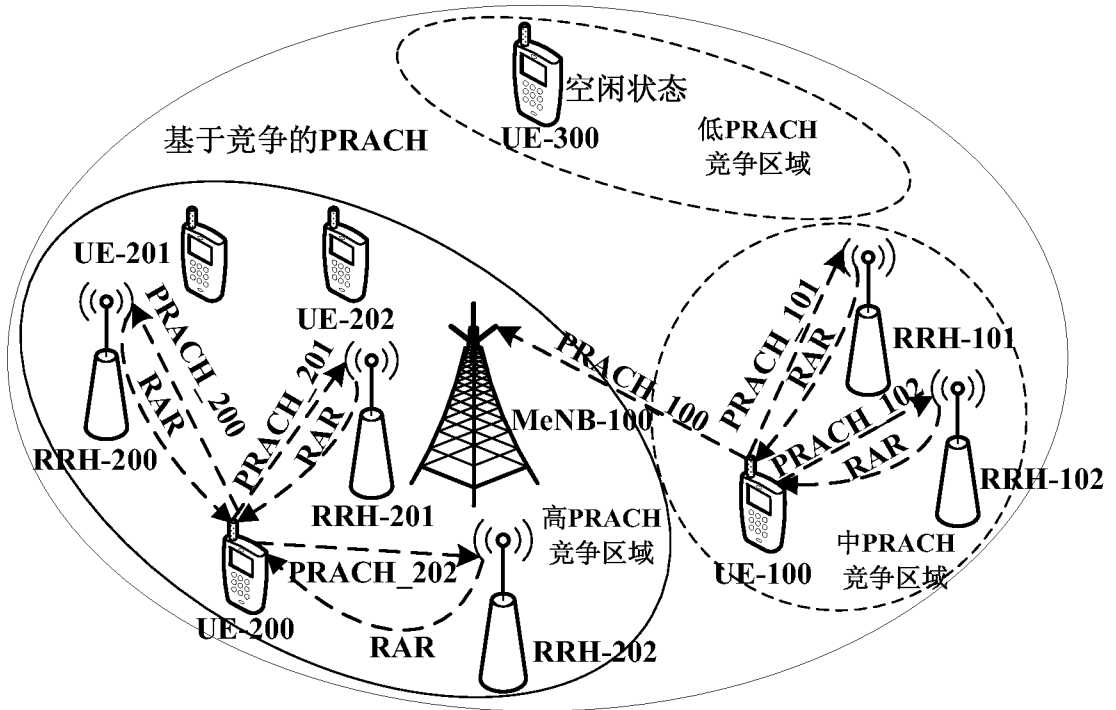 空闲状态
UE-300
低PRACH
竞争区域
基于竞争的PRACH
UE-201
UE-202
PRACH_200
RAR
RRH-200
PRACH_201
RAR
RRH-201
MeNB-100
PRACH_100
PRACH_101
RAR
RRH-101
PRACH_102
RAR
RRH-102
UE-100
中PRACH
竞争区域
高PRACH
竞争区域
PRACH_202
UE-200
RAR
RRH-202